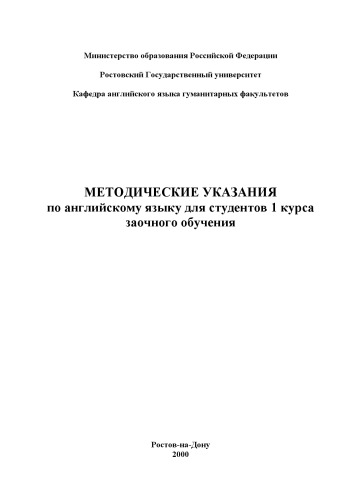 Министерство образования Российской Федерации
Ростовский Государственный университет
Кафедра английского языка гуманитарных факультетов
МЕТОДИЧЕСКИЕ УКАЗАНИЯ
по английскому языку для студентов 1 курса
заочного обучения
Ростов-на-Дону
2000